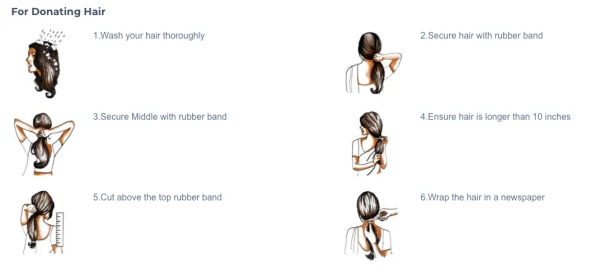 For Donating Hair
1.Wash your hair thoroughly
2.Secure hair with rubber band
3.Secure Middle with rubber band
4.Ensure hair is longer than 10 inches
5.Cut above the top rubber band
6.Wrap the hair in a newspaper